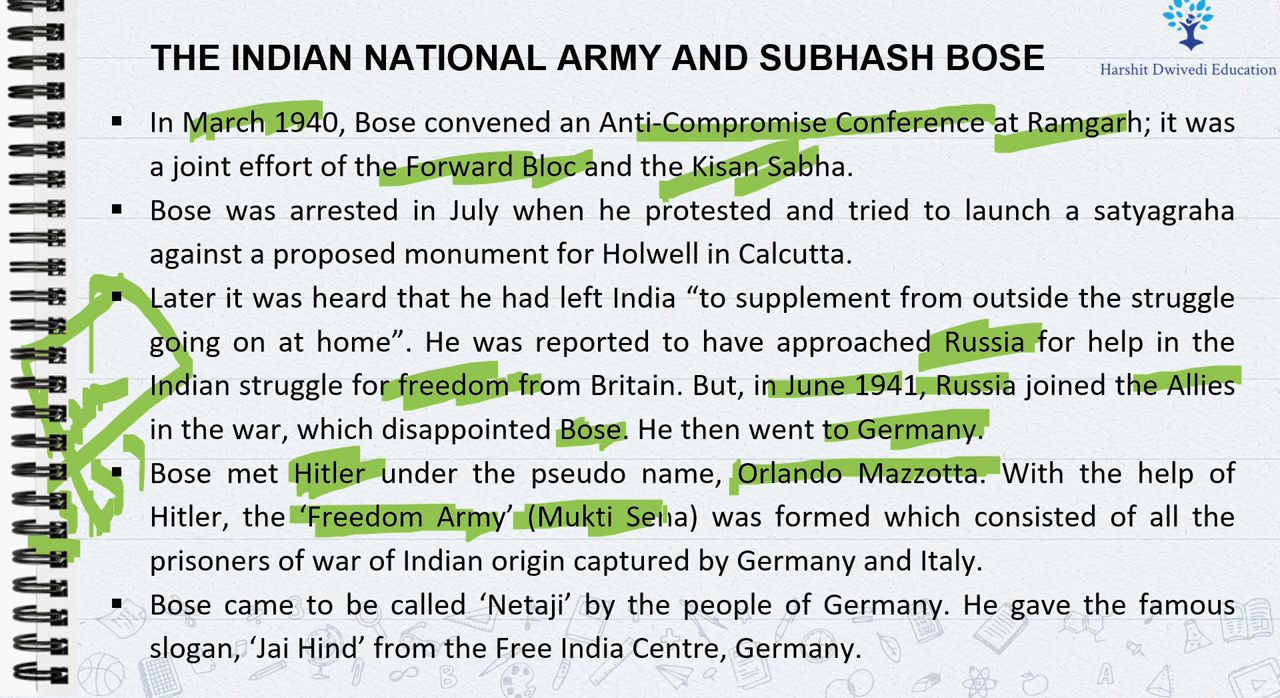 Harshit Dwivedi Education
THE INDIAN NATIONAL ARMY AND SUBHASH BOSE
▪ In March 1940, Bose convened an Anti-Compromise Conference at Ramgarh; it was
a joint effort of the Forward Bloc and the Kisan Sabha.
▪ Bose was arrested in July when he protested and tried to launch a satyagraha
against a proposed monument for Holwell in Calcutta.
▪ Later it was heard that he had left India “to supplement from outside the struggle
going on at home”. He was reported to have approached Russia for help in the
Indian struggle for freedom from Britain. But, in June 1941, Russia joined the Allies
in the war, which disappointed Bose. He then went to Germany.
▪ Bose met Hitler under the pseudo name, Orlando Mazzotta. With the help of
Hitler, the ‘Freedom Army’ (Mukti Sena) was formed which consisted of all the
prisoners of war of Indian origin captured by Germany and Italy.
▪ Bose came to be called ‘Netaji’ by the people of Germany. He gave the famous
slogan, ‘Jai Hind’ from the Free India Centre, Germany.